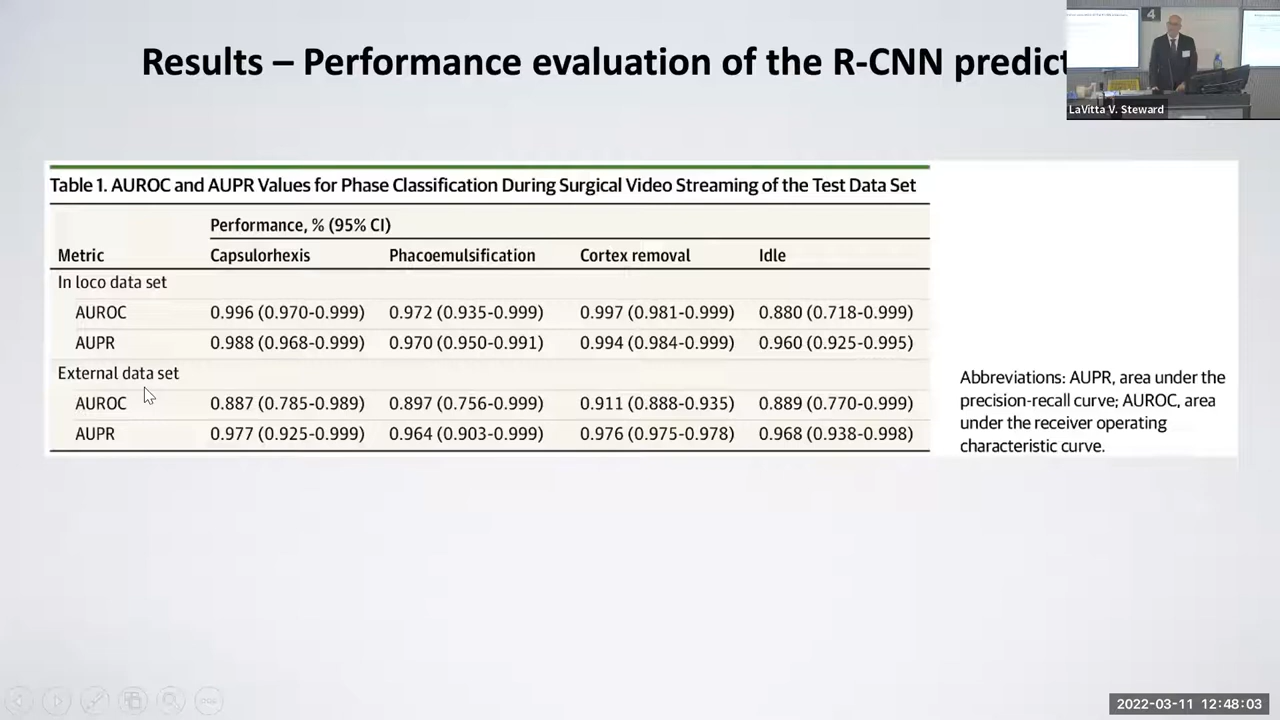 Results – Performance evaluation of the R-CNN predict
4
LaVitta V. Steward
Table 1. AUROC and AUPR Values for Phase Classification During Surgical Video Streaming of the Test Data Set
Performance, % (95% CI)
Metric Capsulorhexis Phacoemulsification Cortex removal Idle
In loco data set
AUROC 0.996 (0.970-0.999) 0.972 (0.935-0.999) 0.997 (0.981-0.999) 0.880 (0.718-0.999)
AUPR 0.988 (0.968-0.999) 0.970 (0.950-0.991) 0.994 (0.984-0.999) 0.960 (0.925-0.995)
External data set
AUROC 0.887 (0.785-0.989) 0.897 (0.756-0.999) 0.911 (0.888-0.935) 0.889 (0.770-0.999)
AUPR 0.977 (0.925-0.999) 0.964 (0.903-0.999) 0.976 (0.975-0.978) 0.968 (0.938-0.998)
Abbreviations: AUPR, area under the
precision-recall curve; AUROC, area
under the receiver operating
characteristic curve.
2022-03-11 12:48:03